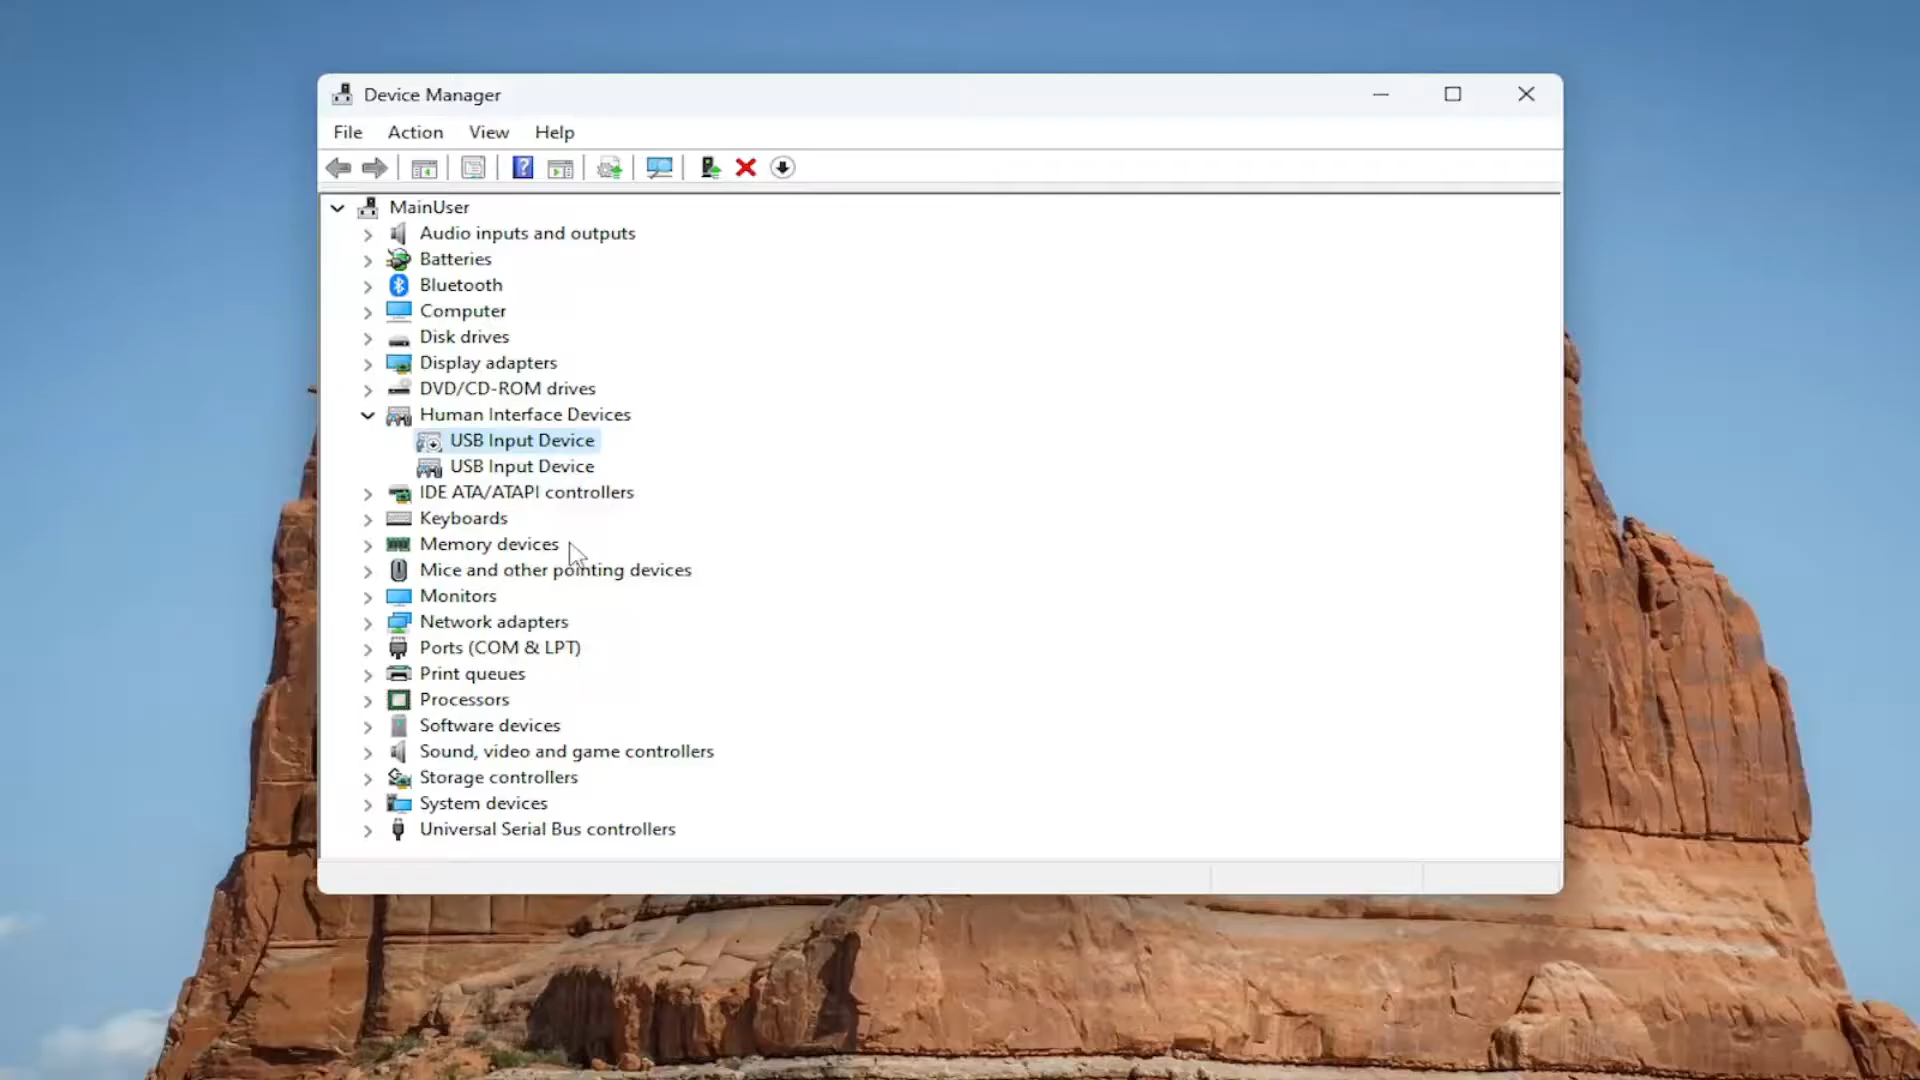 Device Manager
File Action View Help
MainUser
Audio inputs and outputs
Batteries
Bluetooth
Computer
Disk drives
Display adapters
DVD/CD-ROM drives
Human Interface Devices
USB Input Device
USB Input Device
IDE ATA/ATAPI controllers
Keyboards
Memory devices
Mice and other pointing devices
Monitors
Network adapters
Ports (COM & LPT)
Print queues
Processors
Software devices
Sound, video and game controllers
Storage controllers
System devices
Universal Serial Bus controllers